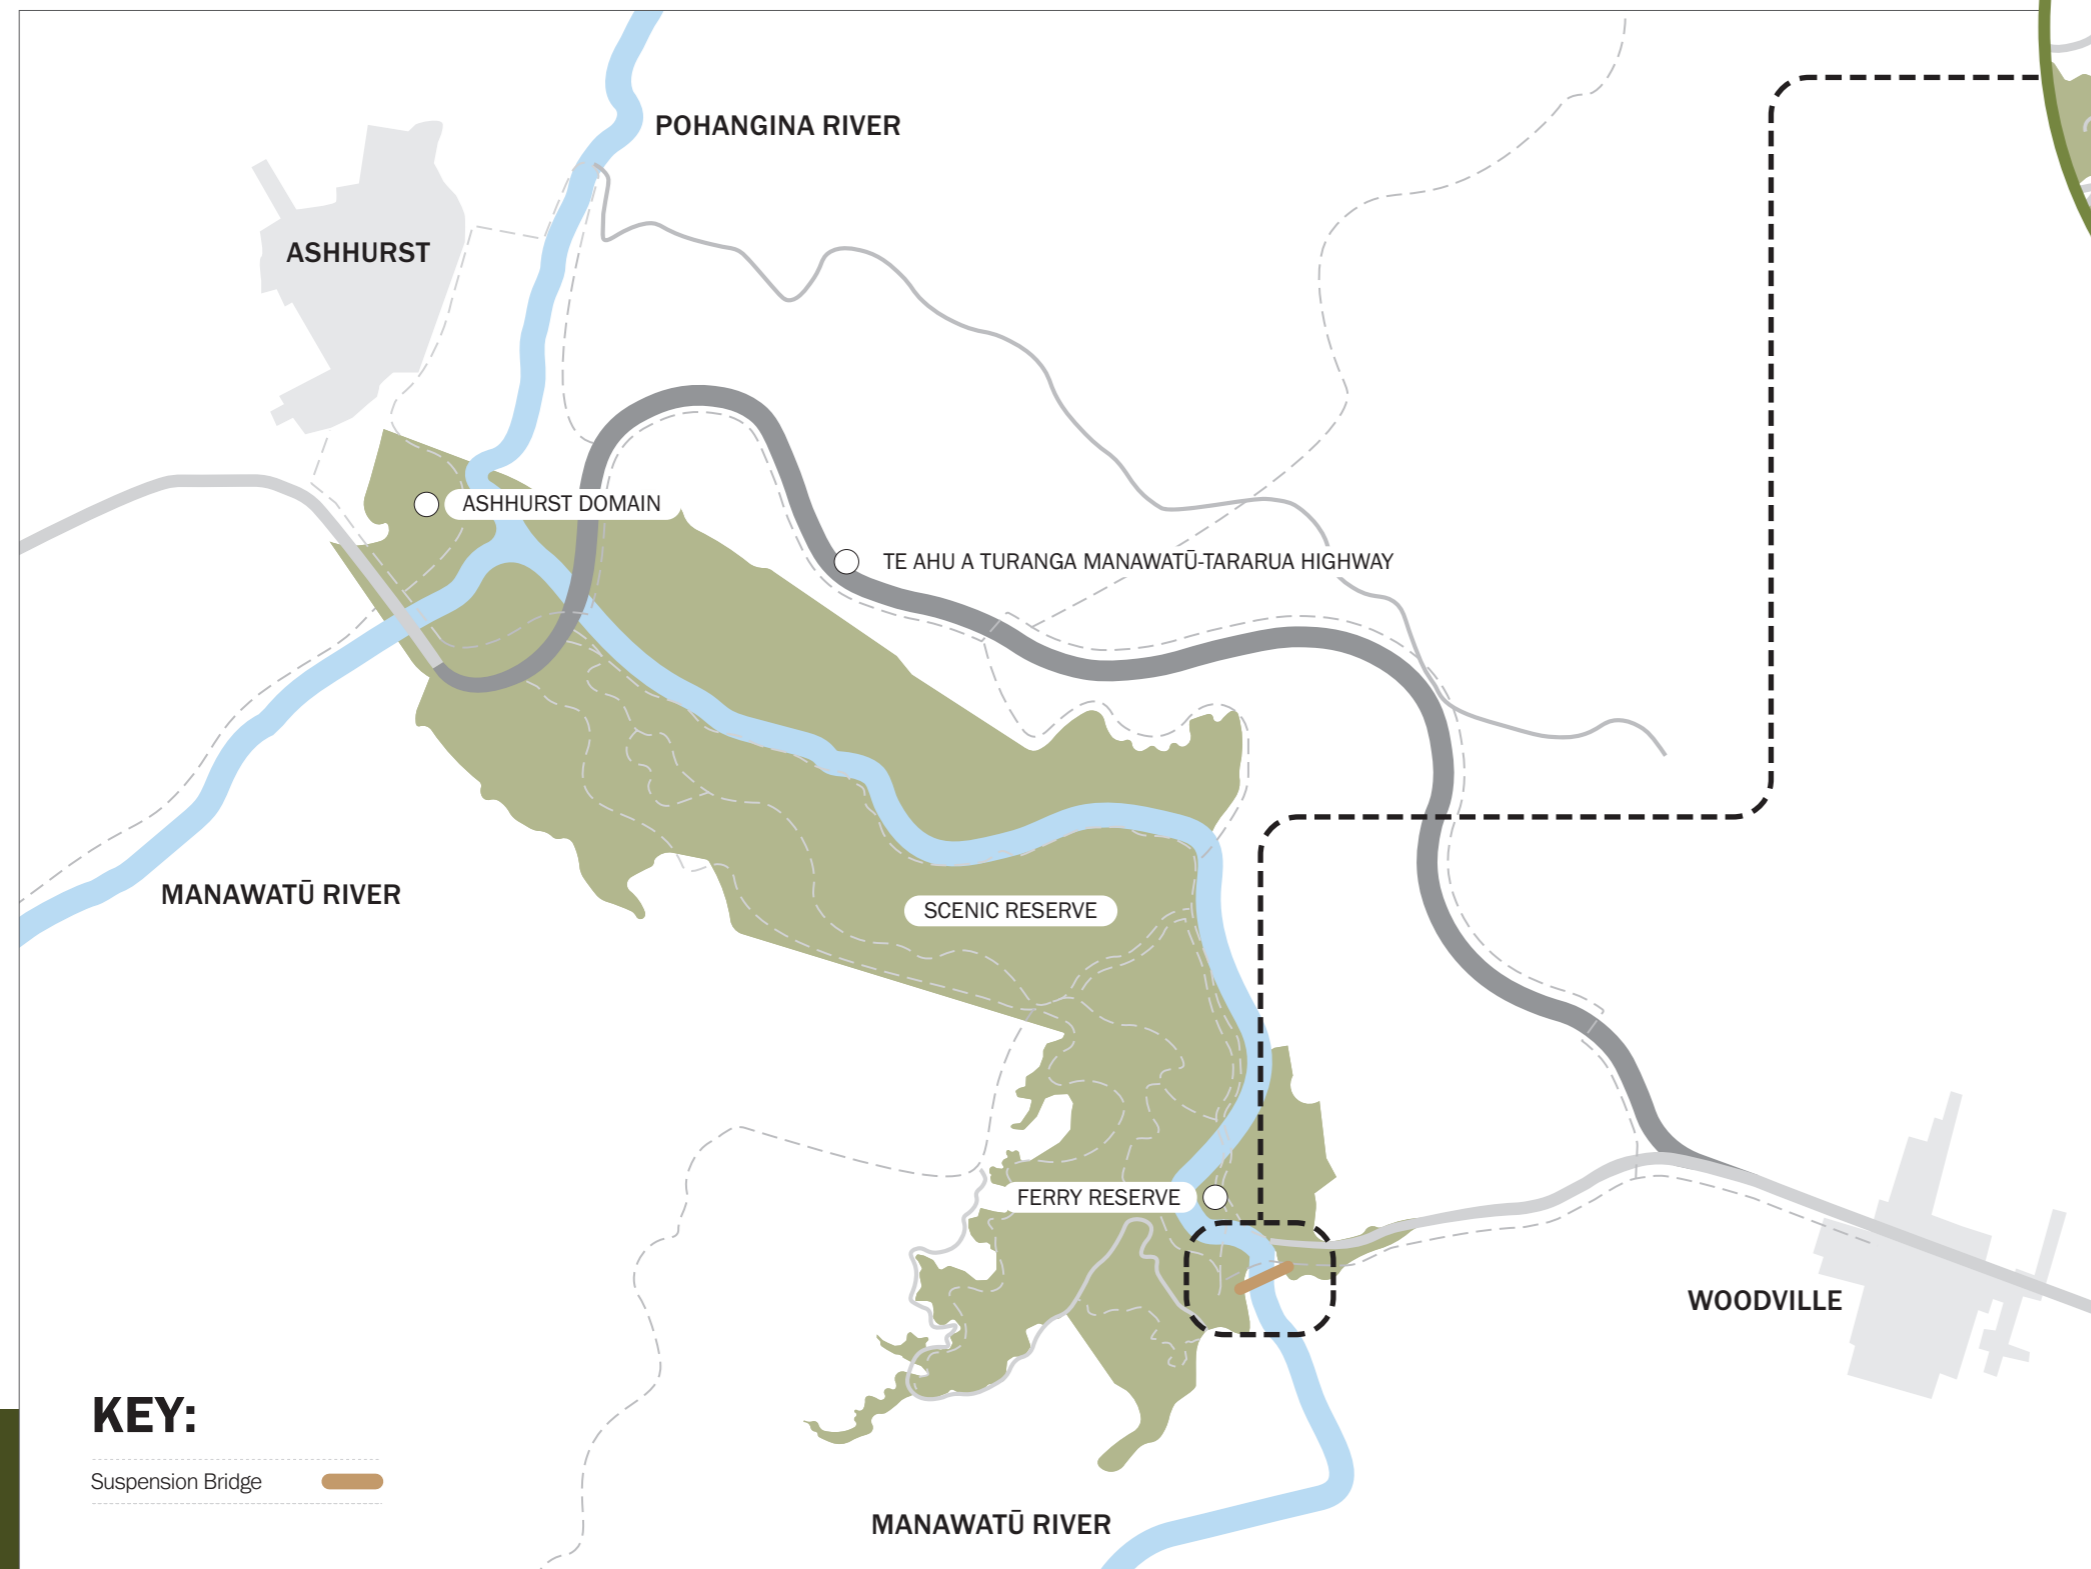 POHANGINA RIVER
ASHHURST
ASHHURST DOMAIN
TE AHU A TURANGA MANAWATŪ-TARARUA HIGHWAY
MANAWATŪ RIVER
SCENIC RESERVE
FERRY RESERVE
WOODVILLE
KEY:
Suspension Bridge
MANAWATŪ RIVER